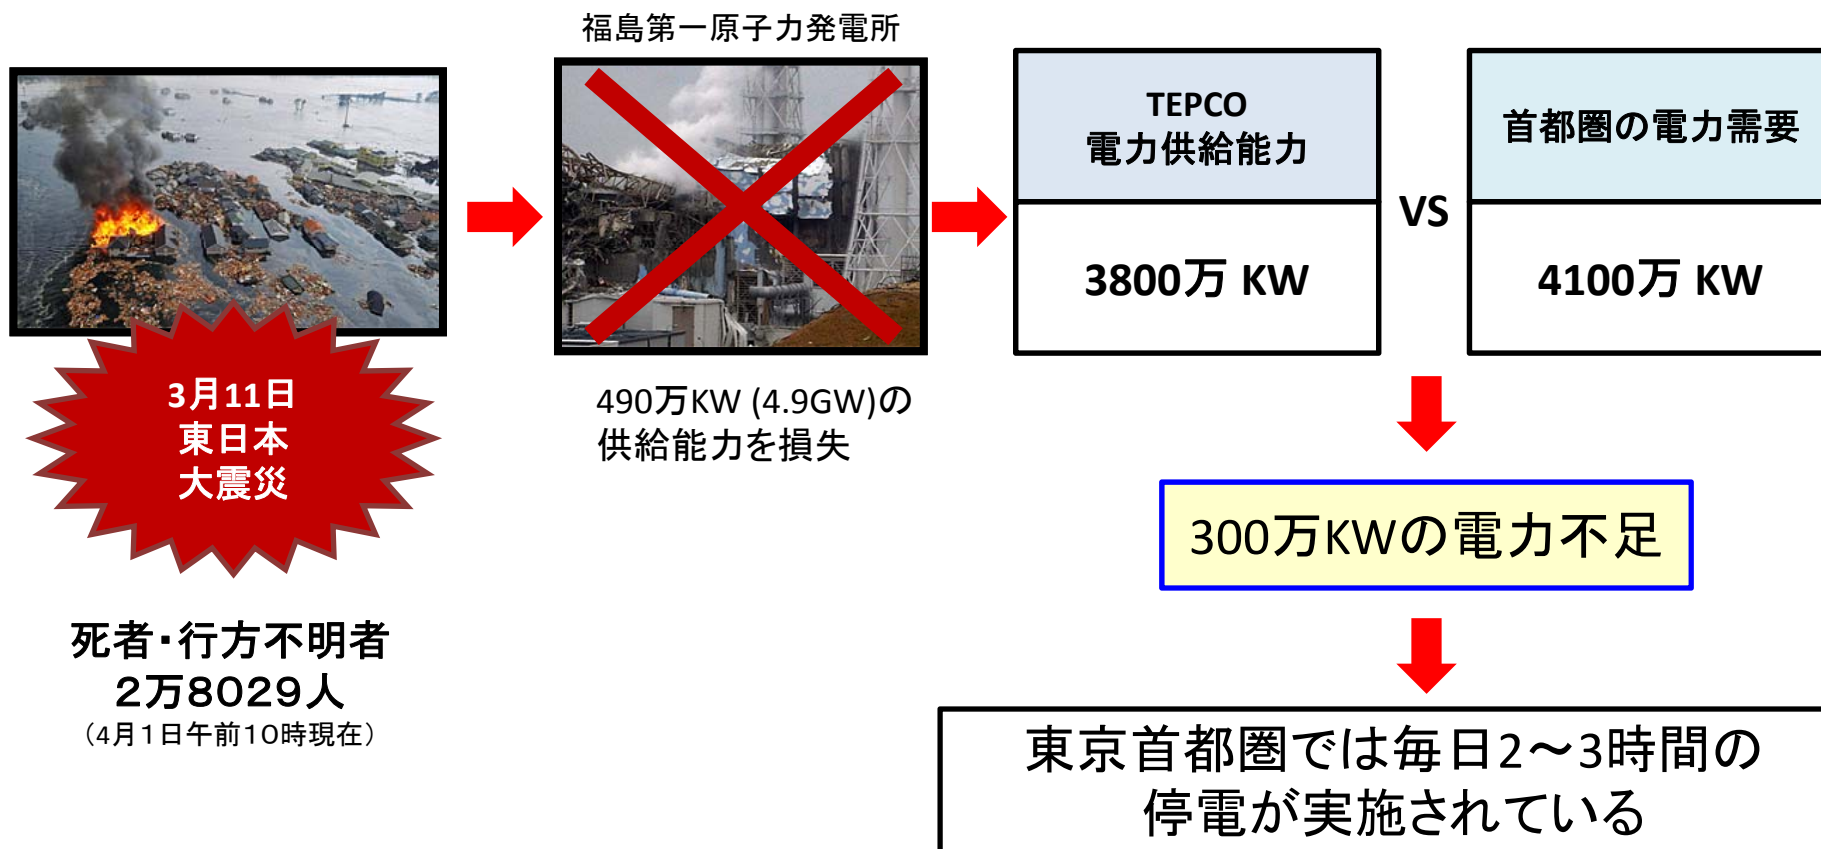 福島第一原子力発電所
3月11日
東日本
大震災
死者・行方不明者
２万８０２９人
（4月１日午前１０時現在）
490万KW (4.9GW)の
供給能力を損失
TEPCO
電力供給能力
3800万 KW
VS
首都圏の電力需要
4100万 KW
300万KWの電力不足
東京首都圏では毎日2～3時間の
停電が実施されている